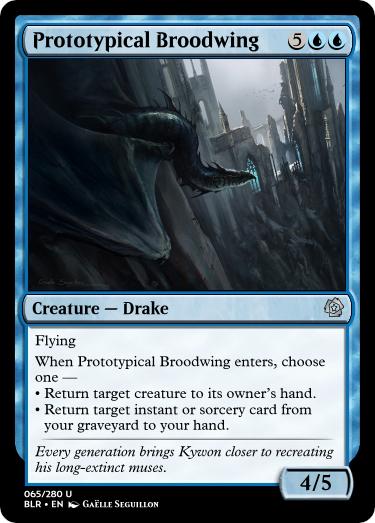 Prototypical Broodwing 5
Creature — Drake
Flying
When Prototypical Broodwing enters, choose
one —
• Return target creature to its owner's hand.
• Return target instant or sorcery card from
your graveyard to your hand.
Every generation brings Kywon closer to recreating
his long-extinct muses.
4/5
065/280 U
BLR • EN Gaëlle Seguillon